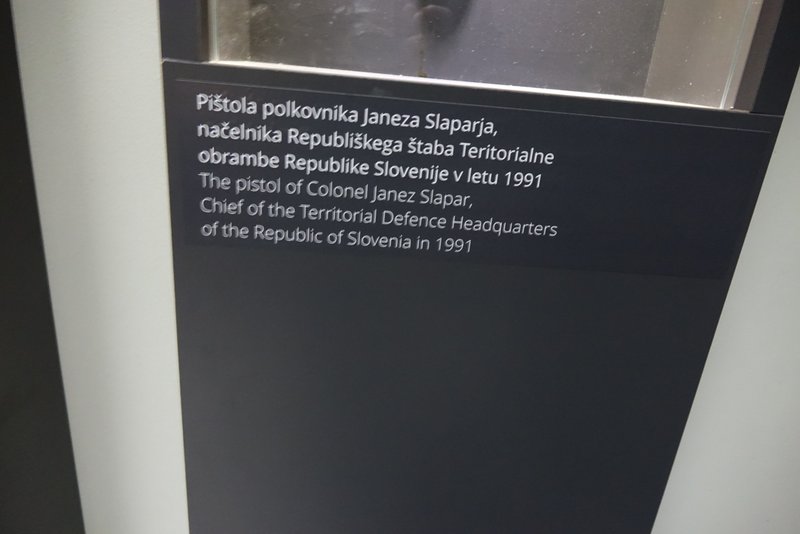 Pištola polkovnika Janeza Slaparja,
načelnika Republiškega štaba Teritorialne
obrambe Republike Slovenije v letu 1991
The pistol of Colonel Janez Slapar,
Chief of the Territorial Defence Headquarters
of the Republic of Slovenia in 1991